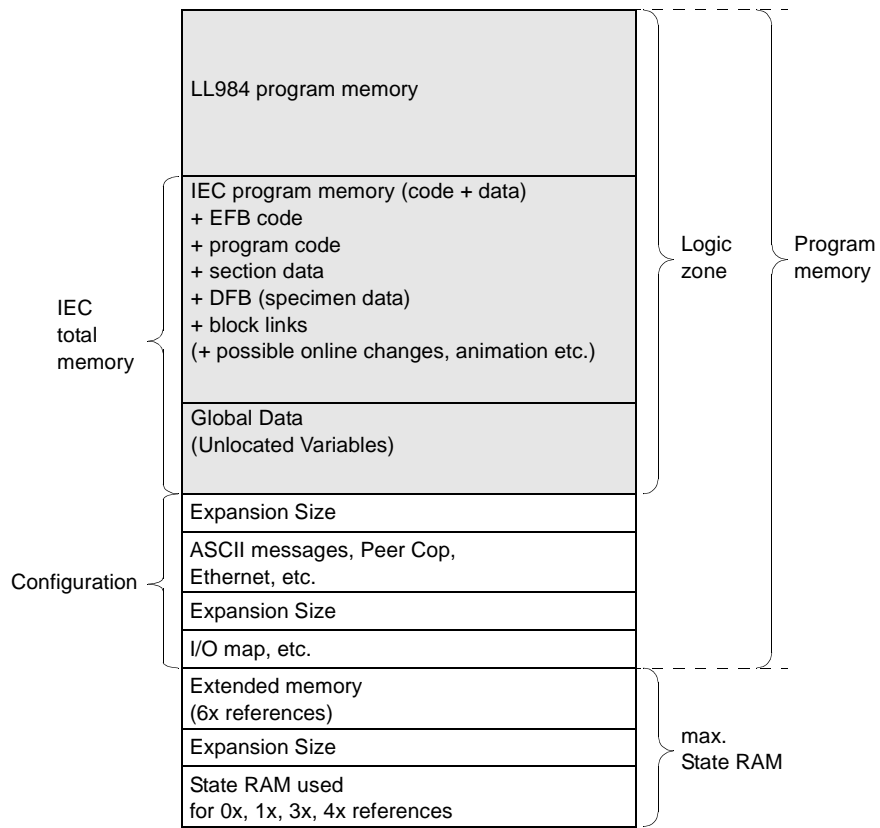 LL984 program memory
IEC program memory (code + data)
+ EFB code
+ program code
+ section data
+ DFB (specimen data)
+ block links
(+ possible online changes, animation etc.)
Global Data
(Unlocated Variables)
Expansion Size
ASCII messages, Peer Cop,
Ethernet, etc.
Expansion Size
I/O map, etc.
Extended memory
(6x references)
Expansion Size
State RAM used
for 0x, 1x, 3x, 4x references
IEC
total
memory
Configuration
Logic
zone
Program
memory
max.
State RAM